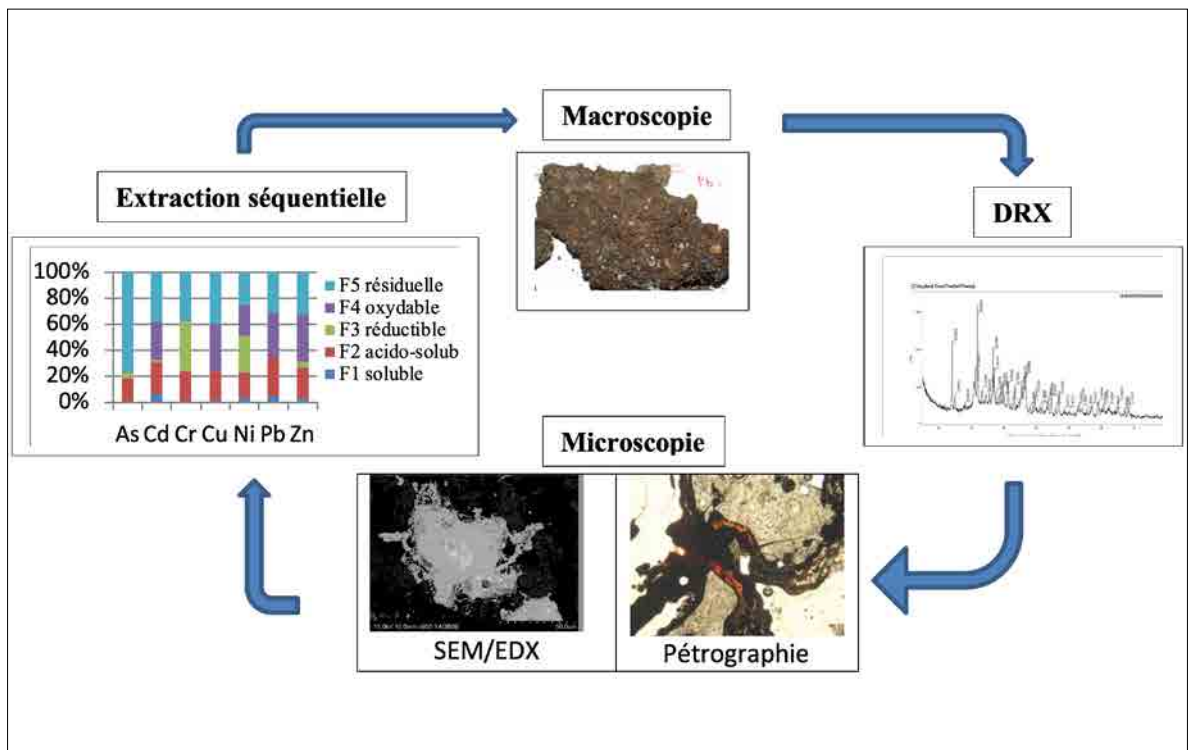 Macroscopie
Pb.
Extraction séquentielle
100%
80%
60%
40%
20%
0%
As Cd Cr Cu Ni Pb Zn
F5 résiduelle
F4 oxydable
F3 réductible
F2 acido-solub
F1 soluble
DRX
Microscopie
SEM/EDX
Pétrographie